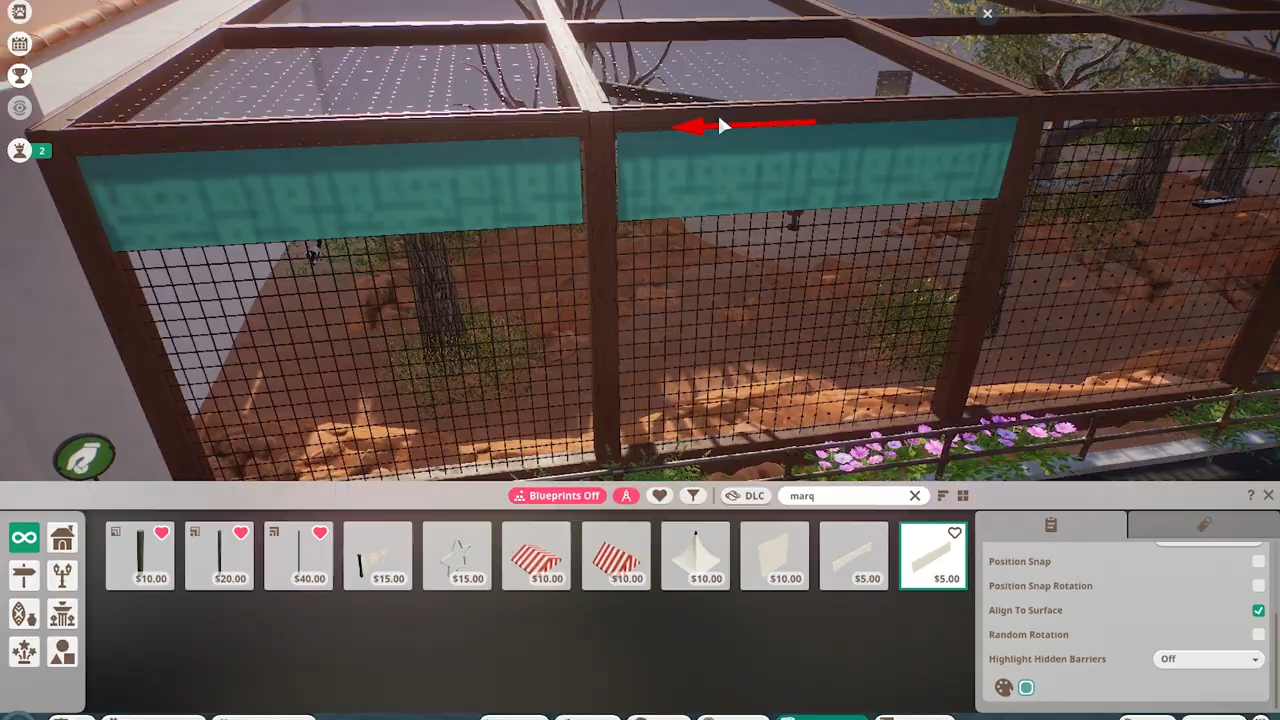 2
Blueprints Off
DLC
marq
?
$10.00
$20.00
$40.00
$15.00
$15.00
$10.00
$10.00
$10.00
$10.00
$5.00
$5.00
Position Snap
Position Snap Rotation
Align To Surface
Random Rotation
Highlight Hidden Barriers
Off